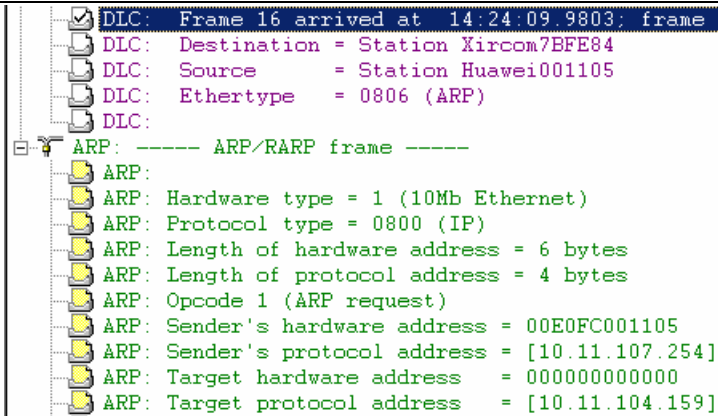 DLC:  Frame 16 arrived at  14:24:09.9803; frame
DLC:  Destination = Station Xircom7BFE84
DLC:  Source      = Station Huawei001105
DLC:  Ethertype   = 0806 (ARP)
DLC:
ARP: ----- ARP/RARP frame -----
ARP:
ARP: Hardware type = 1 (10Mb Ethernet)
ARP: Protocol type = 0800 (IP)
ARP: Length of hardware address = 6 bytes
ARP: Length of protocol address = 4 bytes
ARP: Opcode 1 (ARP request)
ARP: Sender's hardware address = 00E0FC001105
ARP: Sender's protocol address = [10.11.107.254]
ARP: Target hardware address   = 000000000000
ARP: Target protocol address   = [10.11.104.159]